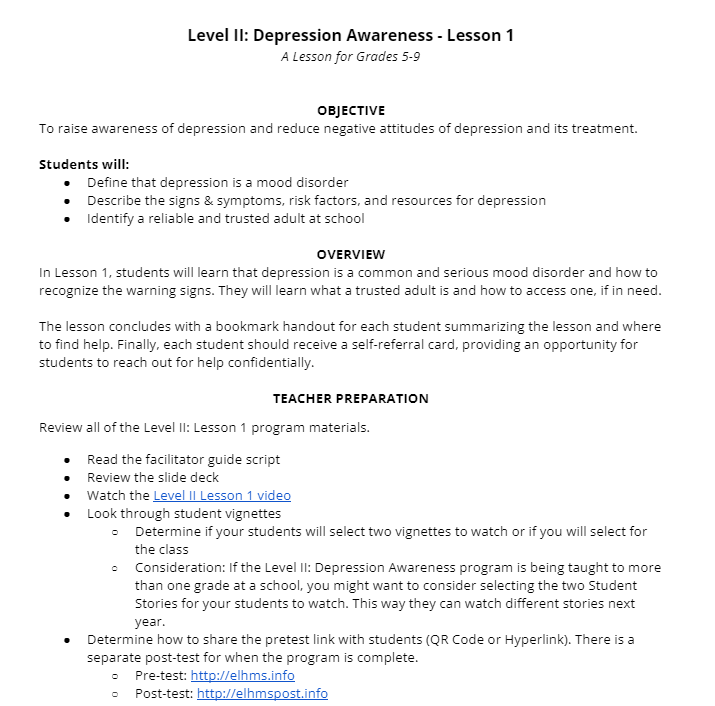 Level II: Depression Awareness - Lesson 1
A Lesson for Grades 5-9
OBJECTIVE
To raise awareness of depression and reduce negative attitudes of depression and its treatment.
Students will:
● Define that depression is a mood disorder
● Describe the signs & symptoms, risk factors, and resources for depression
● Identify a reliable and trusted adult at school
OVERVIEW
In Lesson 1, students will learn that depression is a common and serious mood disorder and how to
recognize the warning signs. They will learn what a trusted adult is and how to access one, if in need.
The lesson concludes with a bookmark handout for each student summarizing the lesson and where
to find help. Finally, each student should receive a self-referral card, providing an opportunity for
students to reach out for help confidentially.
TEACHER PREPARATION
Review all of the Level II: Lesson 1 program materials.
● Read the facilitator guide script
● Review the slide deck
● Watch the Level II Lesson 1 video
● Look through student vignettes
○ Determine if your students will select two vignettes to watch or if you will select for
the class
○ Consideration: If the Level II: Depression Awareness program is being taught to more
than one grade at a school, you might want to consider selecting the two Student
Stories for your students to watch. This way they can watch different stories next
year.
● Determine how to share the pretest link with students (QR Code or Hyperlink). There is a
separate post-test for when the program is complete.
○ Pre-test: http://elhms.info
○ Post-test: http://elhmspost.info